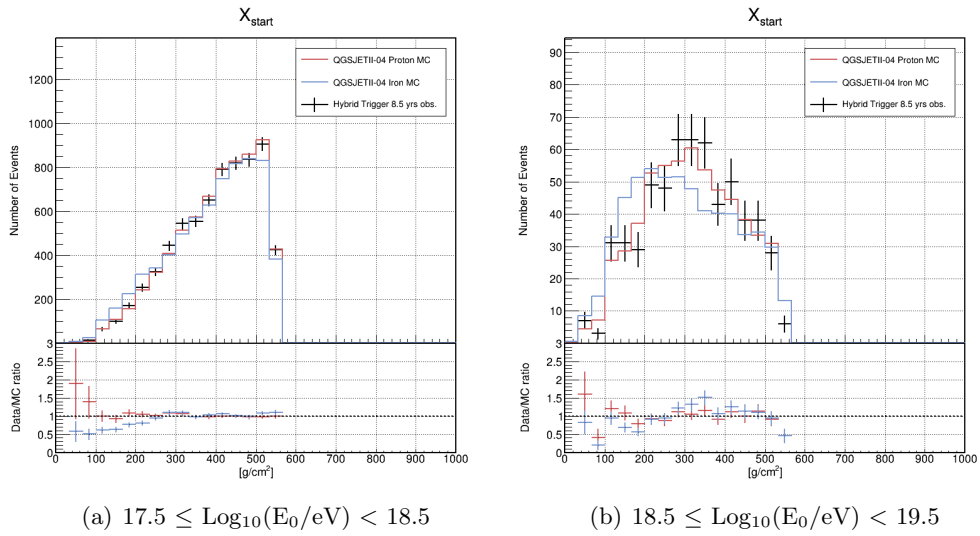 X_start
1200
1000
800
600
400
200
Number of Events
QGSJETII-04 Proton MC
QGSJETII-04 Iron MC
Hybrid Trigger 8.5 yrs obs.
3
2.5
2
1.5
1
0.5
0
Data/MC ratio
0 100 200 300 400 500 600 700 800 900 1000
[g/cm²]
(a) 17.5 ≤ Log₁₀(E₀/eV) < 18.5
X_start
90
80
70
60
50
40
30
20
10
Number of Events
QGSJETII-04 Proton MC
QGSJETII-04 Iron MC
Hybrid Trigger 8.5 yrs obs.
3
2.5
2
1.5
1
0.5
0
Data/MC ratio
0 100 200 300 400 500 600 700 800 900 1000
[g/cm²]
(b) 18.5 ≤ Log₁₀(E₀/eV) < 19.5